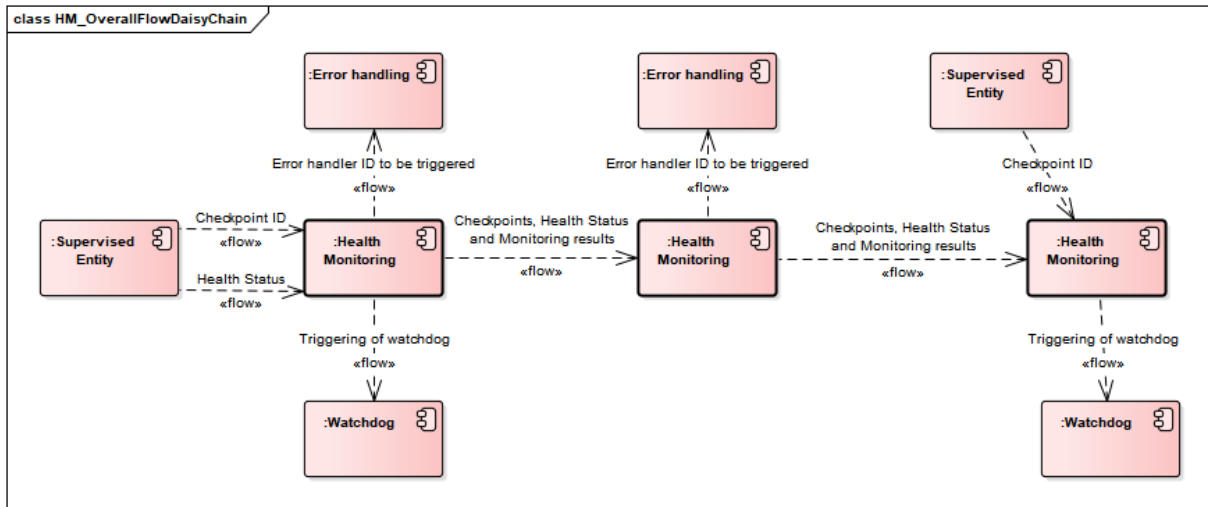 class HM_OverallFlowDaisyChain
:Error handling
:Error handling
:Supervised
Entity
Error handler ID to be triggered
«flow»
Error handler ID to be triggered
«flow»
Checkpoint ID
«flow»
:Supervised
Entity
Checkpoint ID
«flow»
Health Status
«flow»
:Health
Monitoring
Checkpoints, Health Status
and Monitoring results
«flow»
:Health
Monitoring
Checkpoints, Health Status
and Monitoring results
«flow»
:Health
Monitoring
Triggering of watchdog
«flow»
Triggering of watchdog
«flow»
:Watchdog
:Watchdog